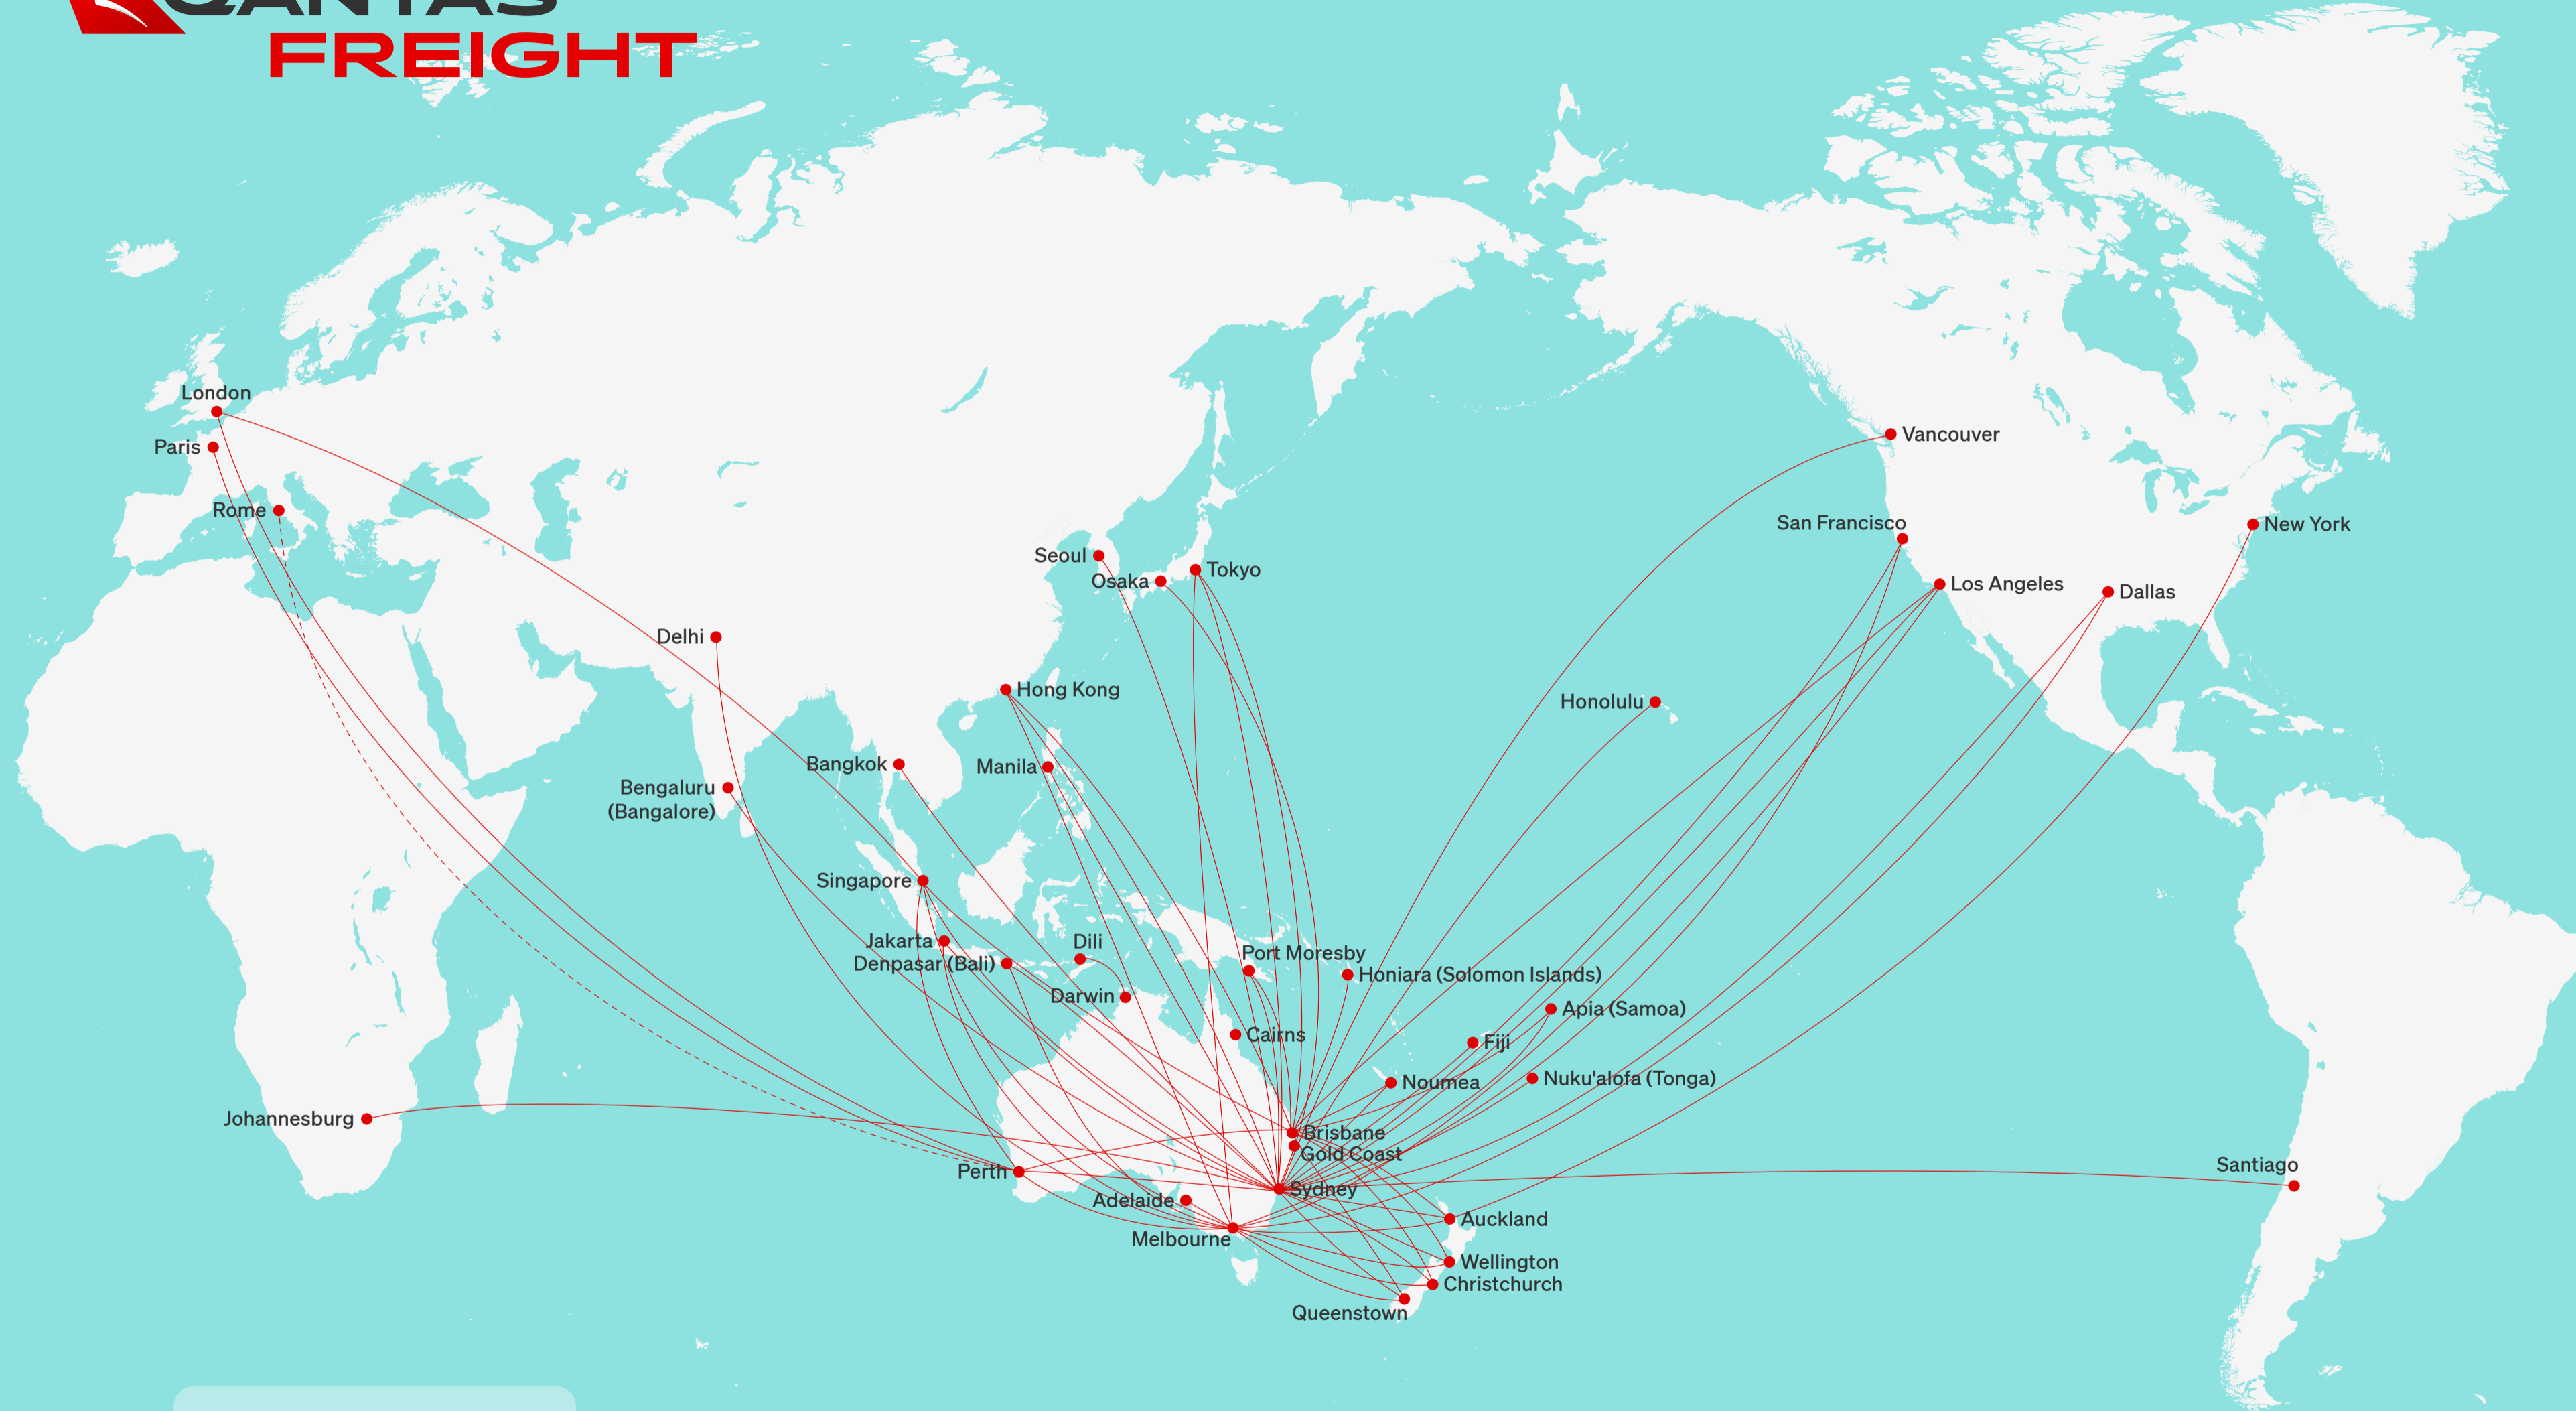 QANTAS
FREIGHT
London
Paris
Rome
Vancouver
San Francisco
New York
Seoul
Osaka
Tokyo
Los Angeles
Dallas
Delhi
Hong Kong
Honolulu
Bangkok
Manila
Bengaluru
(Bangalore)
Singapore
Jakarta
Dili
Denpasar (Bali)
Port Moresby
Honiara (Solomon Islands)
Darwin
Apia (Samoa)
Cairns
Fiji
Noumea
Nuku'alofa (Tonga)
Johannesburg
Brisbane
Gold Coast
Perth
Santiago
Sydney
Adelaide
Auckland
Melbourne
Wellington
Christchurch
Queenstown